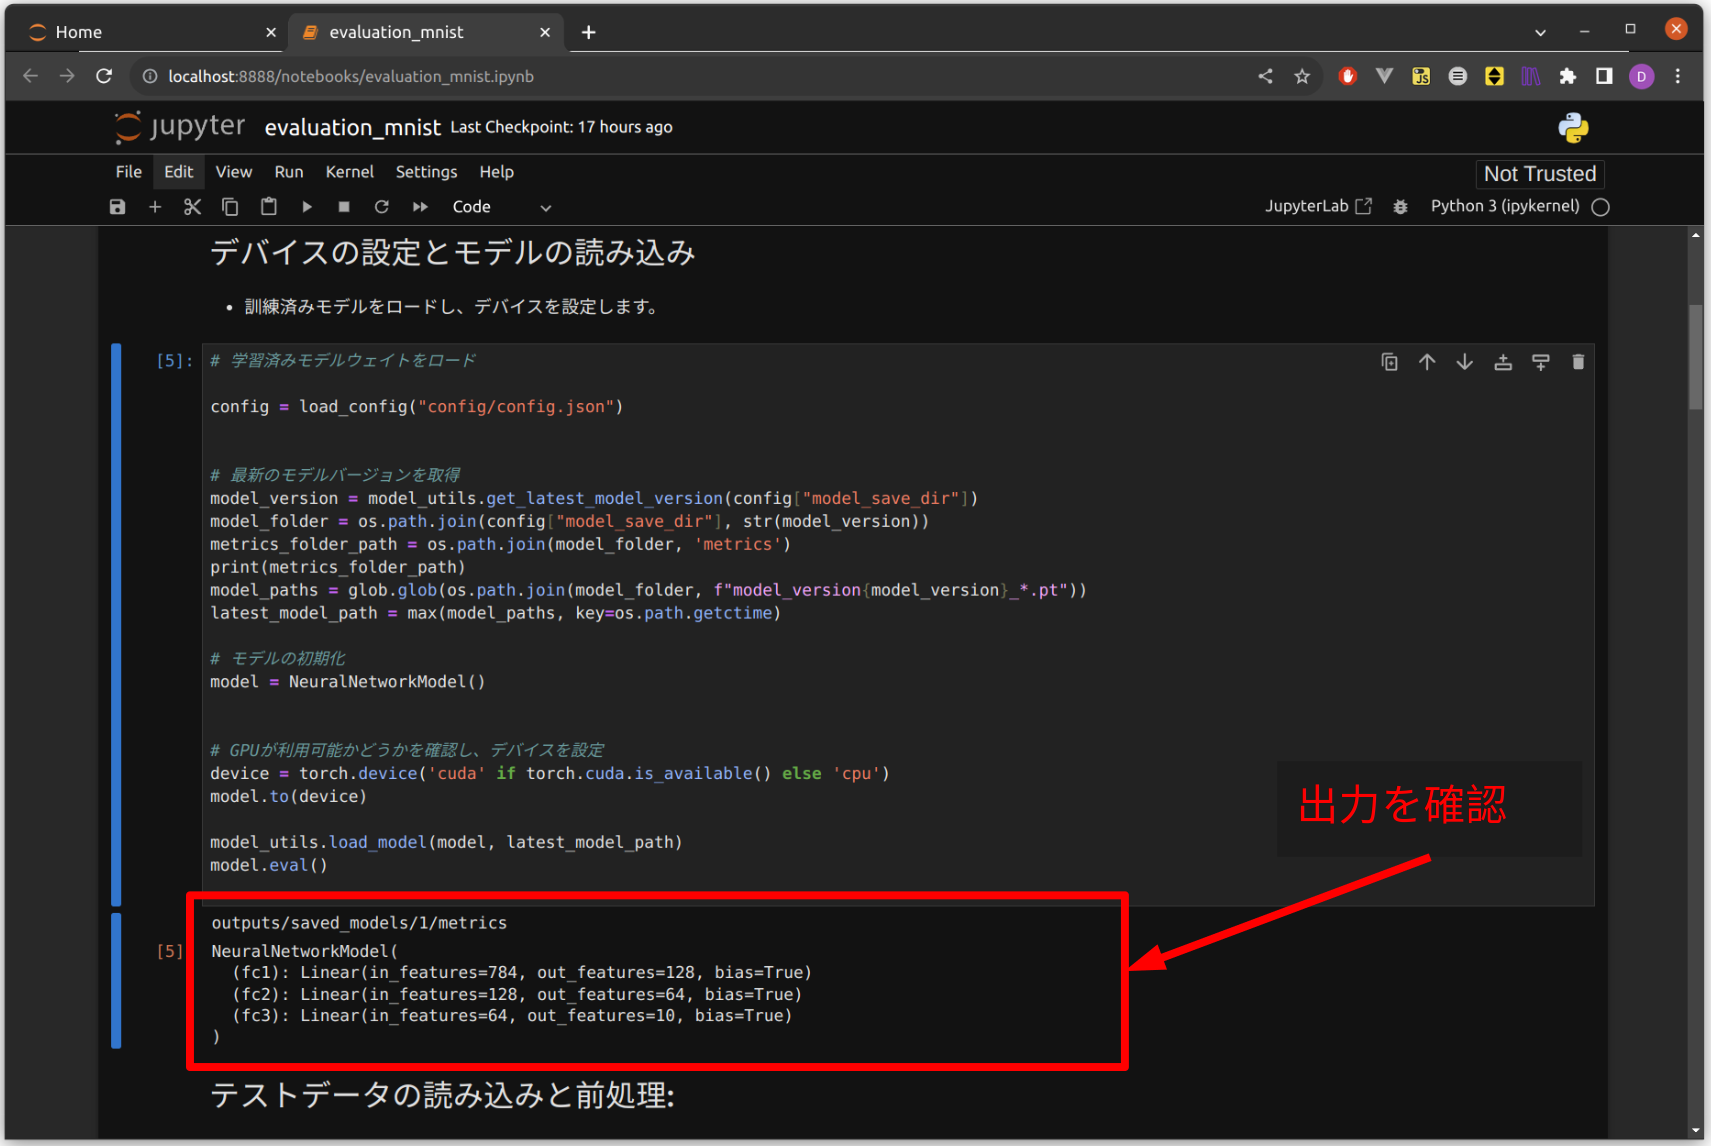 Home
evaluation_mnist
localhost:8888/notebooks/evaluation_mnist.ipynb
JS
D
jupyter evaluation_mnist Last Checkpoint: 17 hours ago
File Edit View Run Kernel Settings Help
Not Trusted
Code
JupyterLab
Python 3 (ipykernel)
デバイスの設定とモデルの読み込み
• 訓練済みモデルをロードし、デバイスを設定します。
[5]:
# 学習済みモデルウェイトをロード
config = load_config("config/config.json")
# 最新のモデルバージョンを取得
model_version = model_utils.get_latest_model_version(config["model_save_dir"])
model_folder = os.path.join(config["model_save_dir"], str(model_version))
metrics_folder_path = os.path.join(model_folder, 'metrics')
print(metrics_folder_path)
model_paths = glob.glob(os.path.join(model_folder, f"model_version{model_version}_*.pt"))
latest_model_path = max(model_paths, key=os.path.getctime)
# モデルの初期化
model = NeuralNetworkModel()
# GPUが利用可能かどうかを確認し、デバイスを設定
device = torch.device('cuda' if torch.cuda.is_available() else 'cpu')
model.to(device)
出力を確認
model_utils.load_model(model, latest_model_path)
model.eval()
outputs/saved_models/1/metrics
[5]
NeuralNetworkModel(
  (fc1): Linear(in_features=784, out_features=128, bias=True)
  (fc2): Linear(in_features=128, out_features=64, bias=True)
  (fc3): Linear(in_features=64, out_features=10, bias=True)
)
テストデータの読み込みと前処理: